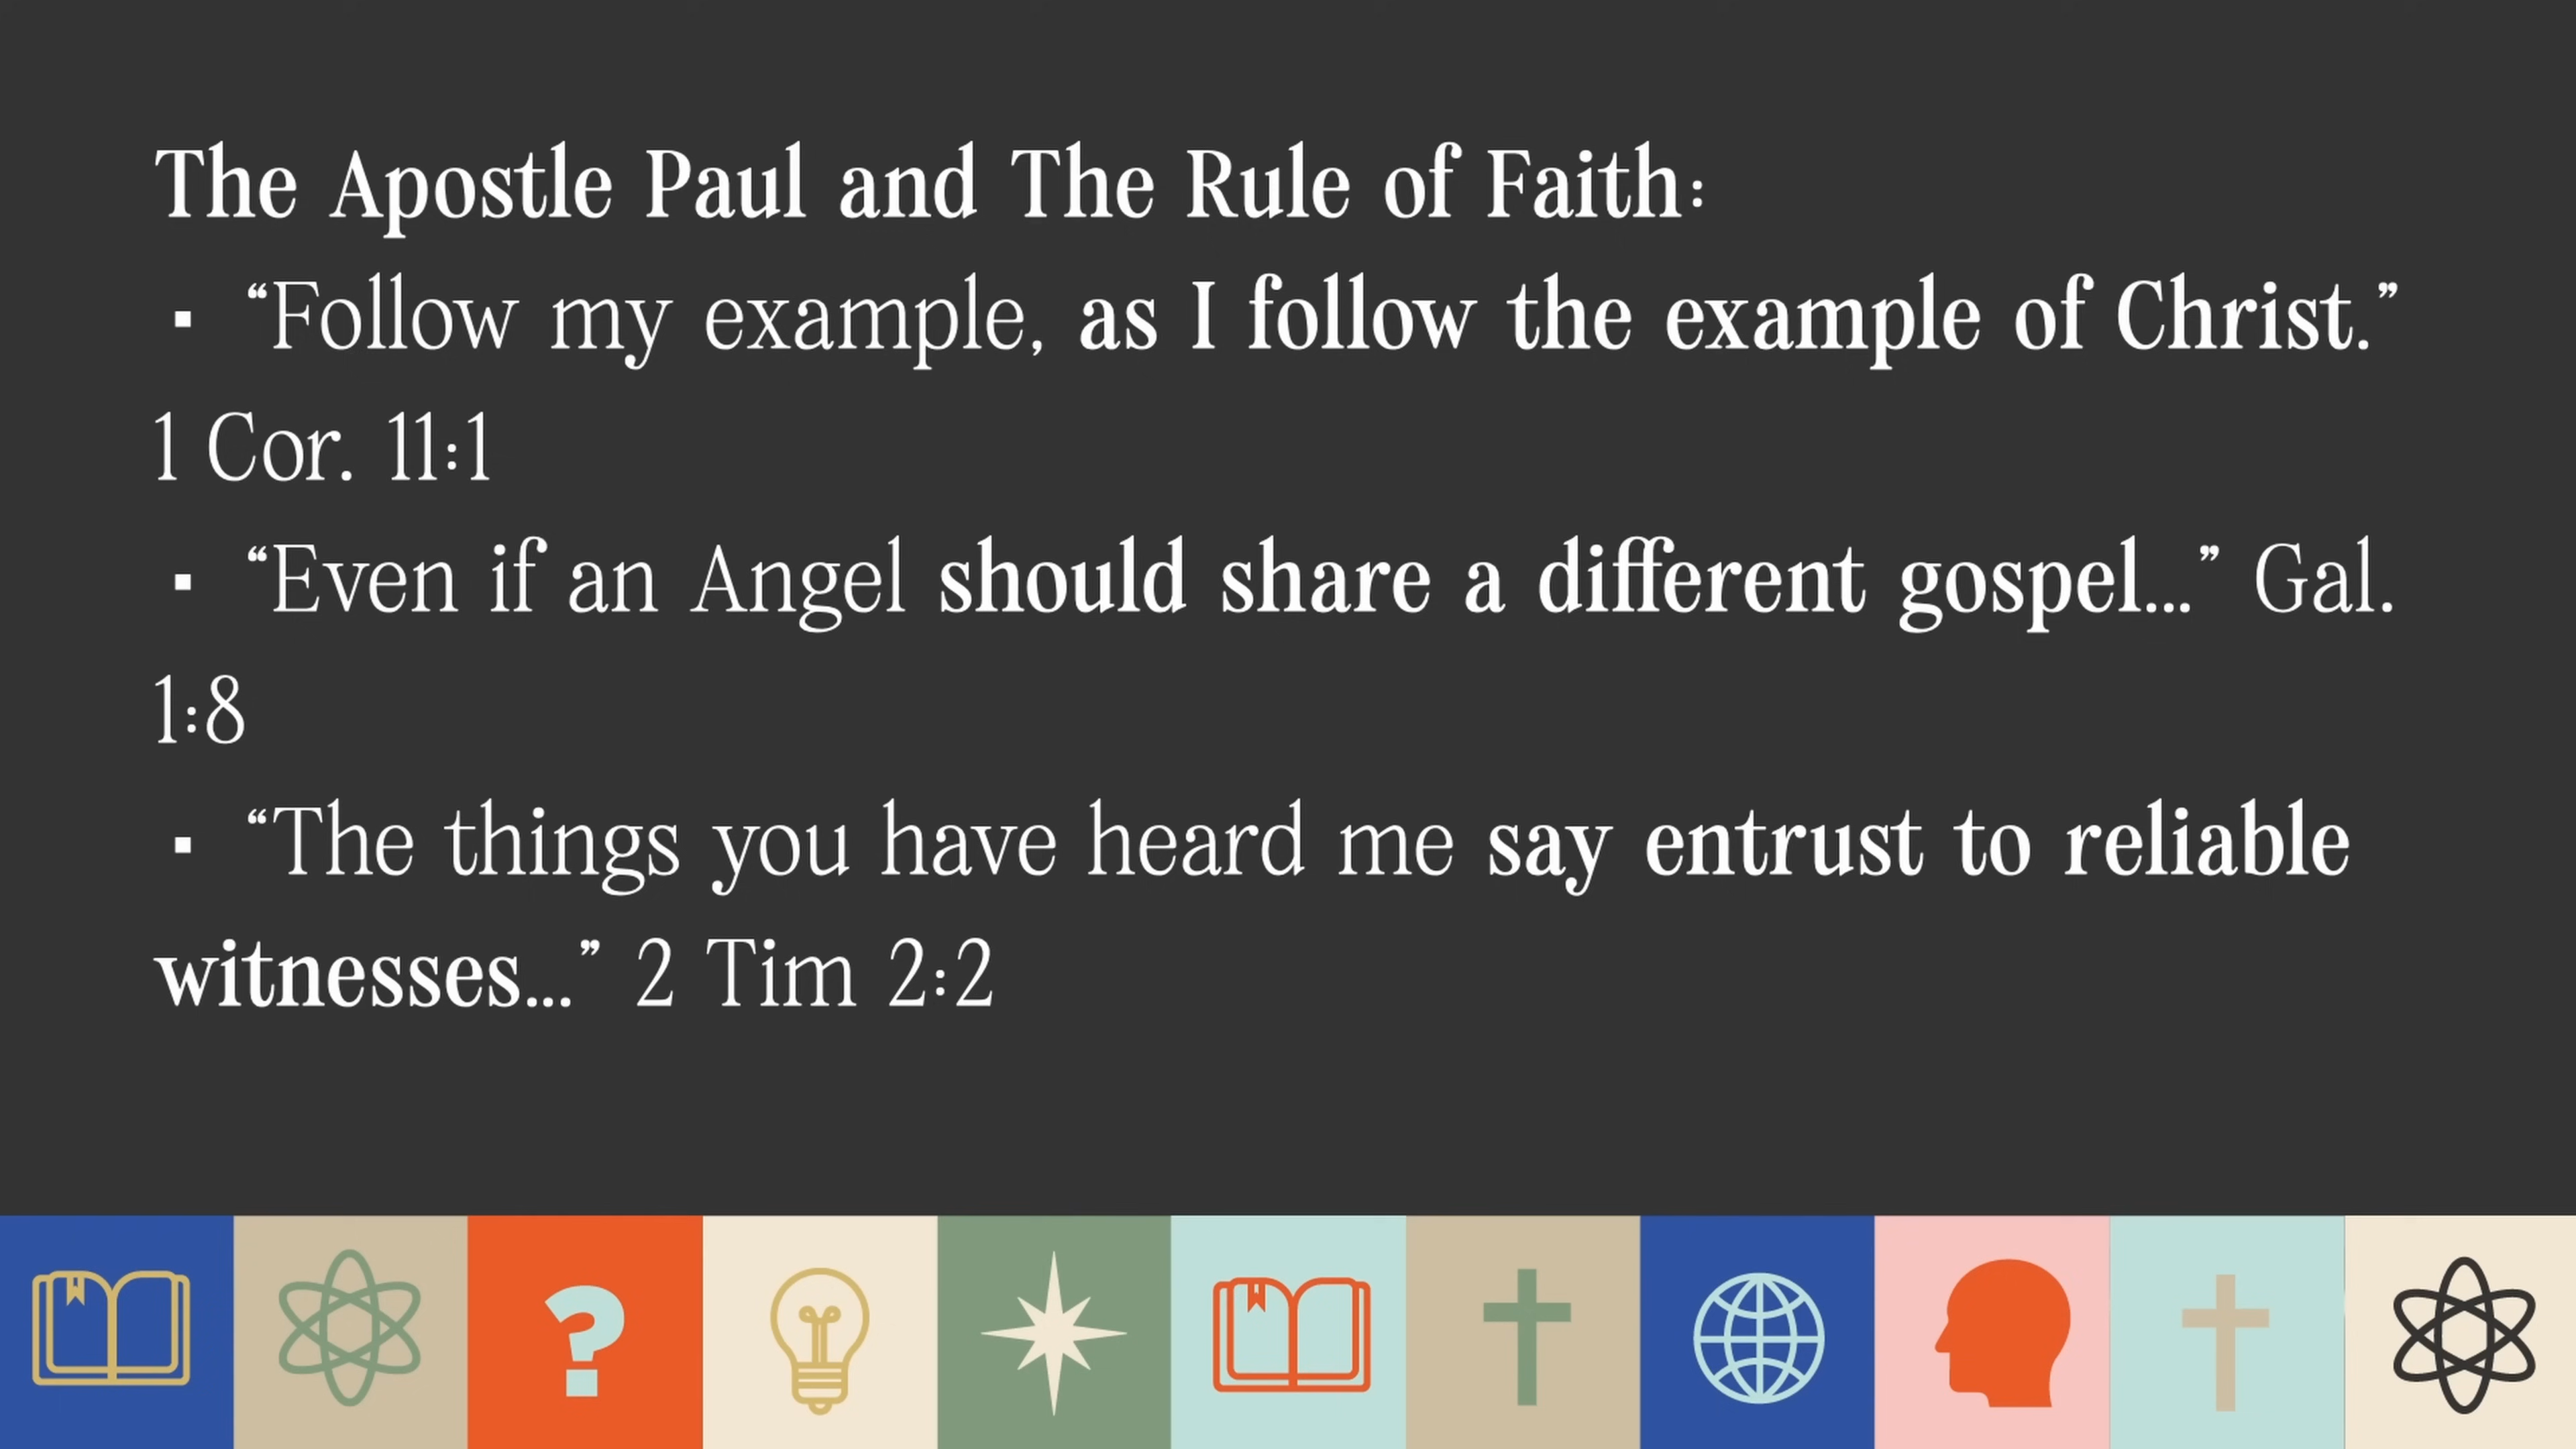 The Apostle Paul and The Rule of Faith:
▪ “Follow my example, as I follow the example of Christ.”
1 Cor. 11:1
▪ “Even if an Angel should share a different gospel...” Gal.
1:8
▪ “The things you have heard me say entrust to reliable
witnesses...” 2 Tim 2:2
?